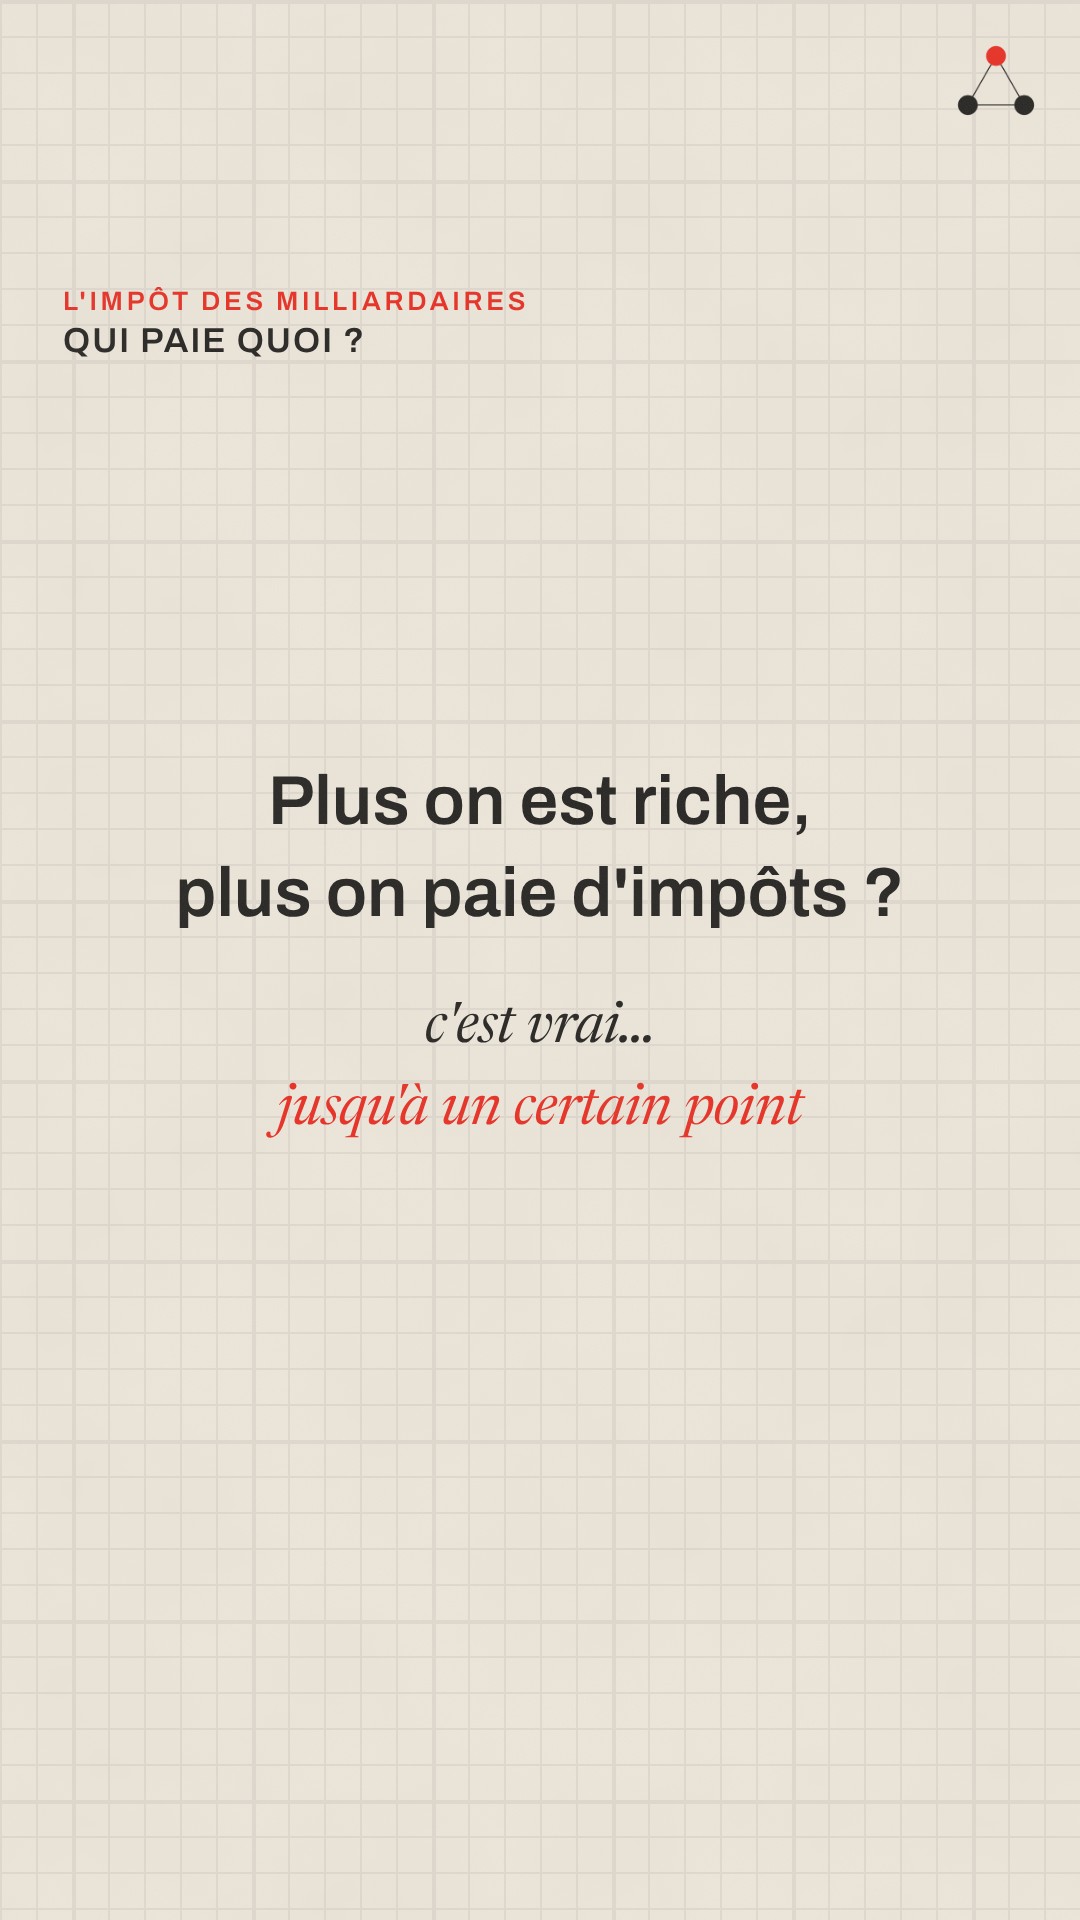 L'IMPÔT DES MILLIARDAIRES
QUI PAIE QUOI ?
Plus on est riche,
plus on paie d'impôts ?
c'est vrai...
jusqu'à un certain point